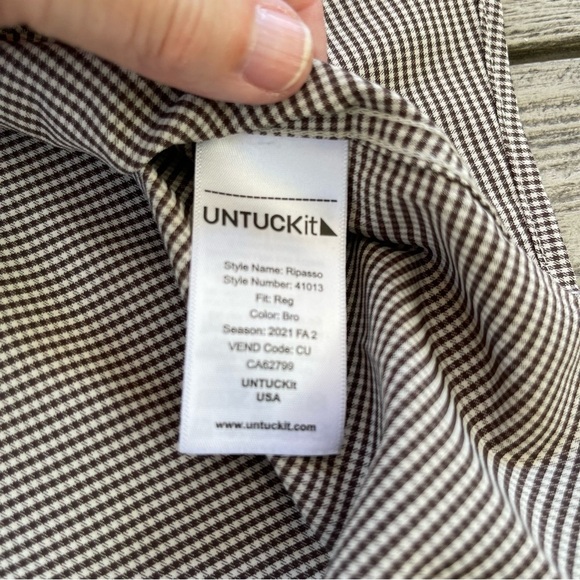 UNTUCKit
Style Name: Ripasso
Style Number: 41013
Fit: Reg
Color: Bro
Season: 2021 FA 2
VEND Code: CU
CA62799
UNTUCKit
USA
www.untuckit.com